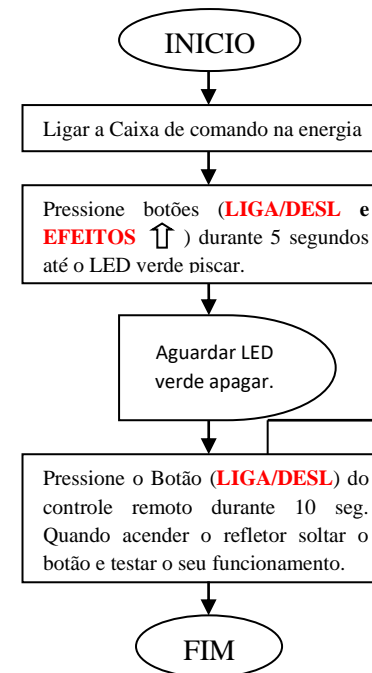 INICIO
Ligar a Caixa de comando na energia
Pressione botões (LIGA/DESL e
EFEITOS ⇧ ) durante 5 segundos
até o LED verde piscar.
Aguardar LED
verde apagar.
Pressione o Botão (LIGA/DESL) do
controle remoto durante 10 seg.
Quando acender o refletor soltar o
botão e testar o seu funcionamento.
FIM